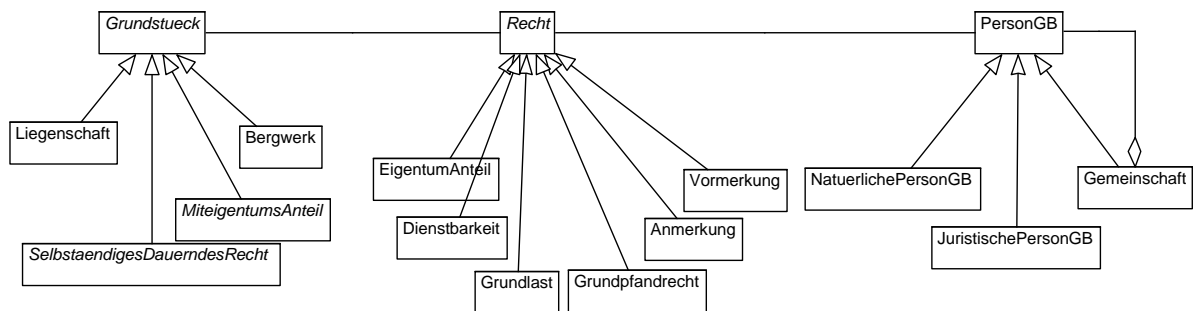 Grundstueck
Recht
PersonGB
Liegenschaft
Bergwerk
EigentumAnteil
Vormerkung
NatuerlichePersonGB
Gemeinschaft
MiteigentumsAnteil
Dienstbarkeit
Anmerkung
JuristischePersonGB
SelbstaendigesDauerndesRecht
Grundlast
Grundpfandrecht